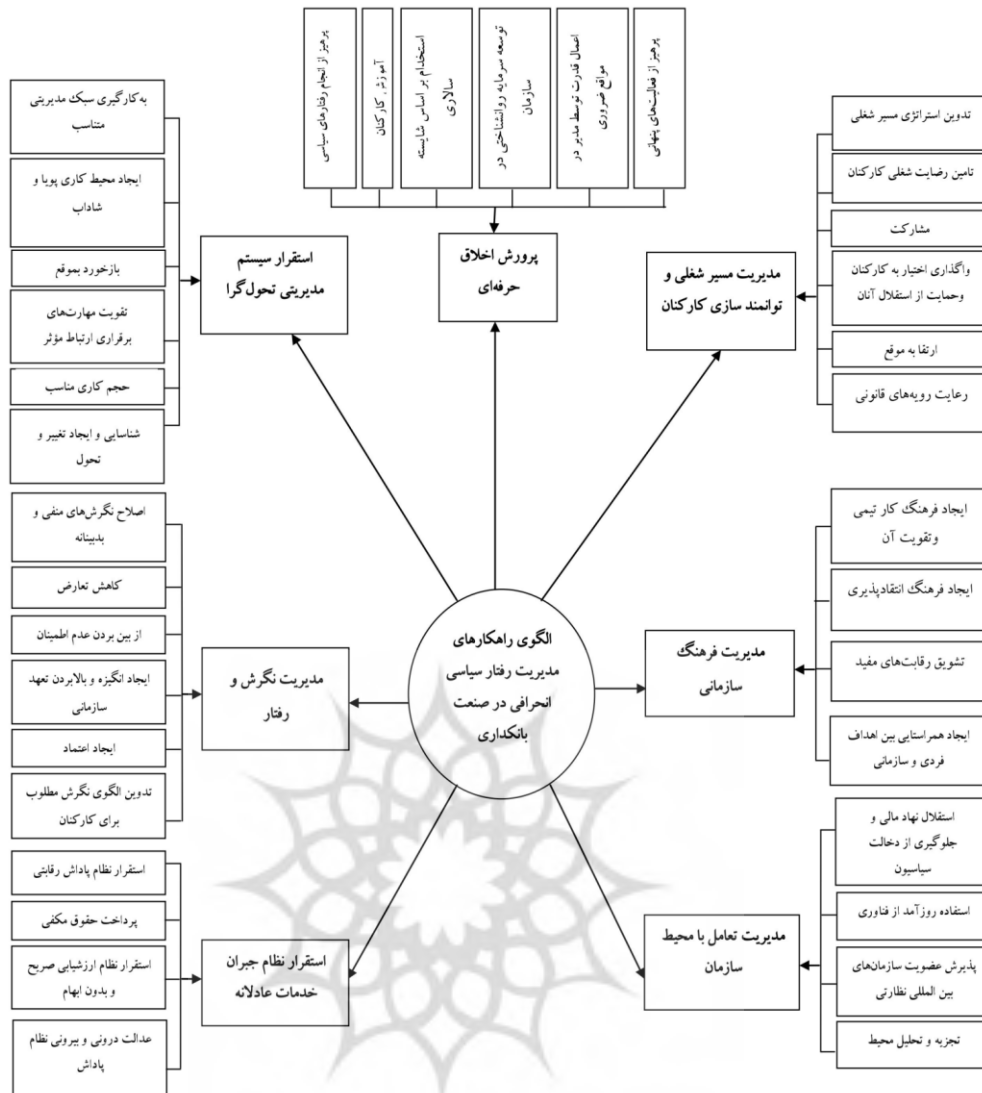 پرهیز از انجام رفتارهای سیاسی
آموزش کارکنان
استخدام بر اساس شایسته
سالاری
توسعه سرمایه روانشناختی در
سازمان
اعمال قدرت توسط مدیر در
مواقع ضروری
پرهیز از فعالیت‌های پنهانی
پرورش اخلاق
حرفه‌ای
تدوین استراتژی مسیر شغلی
تامین رضایت شغلی کارکنان
مشارکت
واگذاری اختیار به کارکنان
وحمایت از استقلال آنان
ارتقا به موقع
رعایت رویه‌های قانونی
مدیریت مسیر شغلی و
توانمند سازی کارکنان
به‌کارگیری سبک مدیریتی
متناسب
ایجاد محیط کاری پویا و
شاداب
بازخورد بموقع
تقویت مهارت‌های
برقراری ارتباط مؤثر
حجم کاری مناسب
شناسایی و ایجاد تغییر و
تحول
استقرار سیستم
مدیریتی تحول‌گرا
الگوی راهکارهای
مدیریت رفتار سیاسی
انحرافی در صنعت
بانکداری
ایجاد فرهنگ کار تیمی
وتقویت آن
ایجاد فرهنگ انتقادپذیری
تشویق رقابت‌های مفید
ایجاد همراستایی بین اهداف
فردی و سازمانی
مدیریت فرهنگ
سازمانی
اصلاح نگرش‌های منفی و
بدبینانه
کاهش تعارض
از بین بردن عدم اطمینان
ایجاد انگیزه و بالابردن تعهد
سازمانی
ایجاد اعتماد
تدوین الگوی نگرش مطلوب
برای کارکنان
مدیریت نگرش و
رفتار
استقلال نهاد مالی و
جلوگیری از دخالت
سیاسیون
استفاده روزآمد از فناوری
پذیرش عضویت سازمان‌های
بین المللی نظارتی
تجزیه و تحلیل محیط
مدیریت تعامل با محیط
سازمان
استقرار نظام پاداش رقابتی
پرداخت حقوق مکفی
استقرار نظام ارزشیابی صریح
و بدون ابهام
عدالت درونی و بیرونی نظام
پاداش
استقرار نظام جبران
خدمات عادلانه